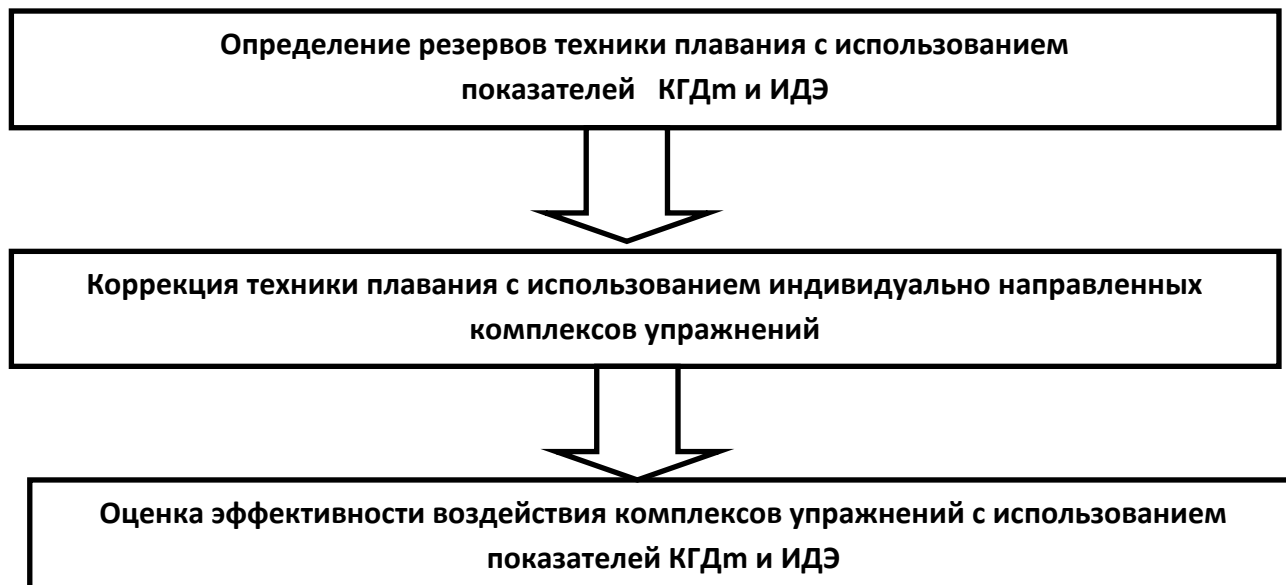 Определение резервов техники плавания с использованием
показателей КГДm и ИДЭ
Коррекция техники плавания с использованием индивидуально направленных
комплексов упражнений
Оценка эффективности воздействия комплексов упражнений с использованием
показателей КГДm и ИДЭ